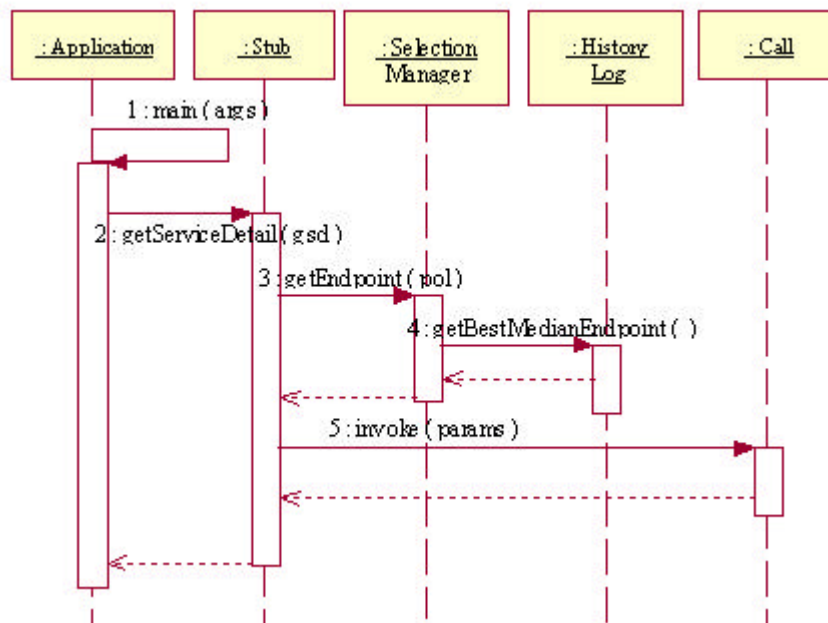 : Application
: Stub
: Selection
Manager
: History
Log
: Call
1 : main ( args )
2 : getServiceDetail ( gsd )
3 : getEndpoint ( pol )
4 : getBestMedianEndpoint ( )
5 : invoke ( params )